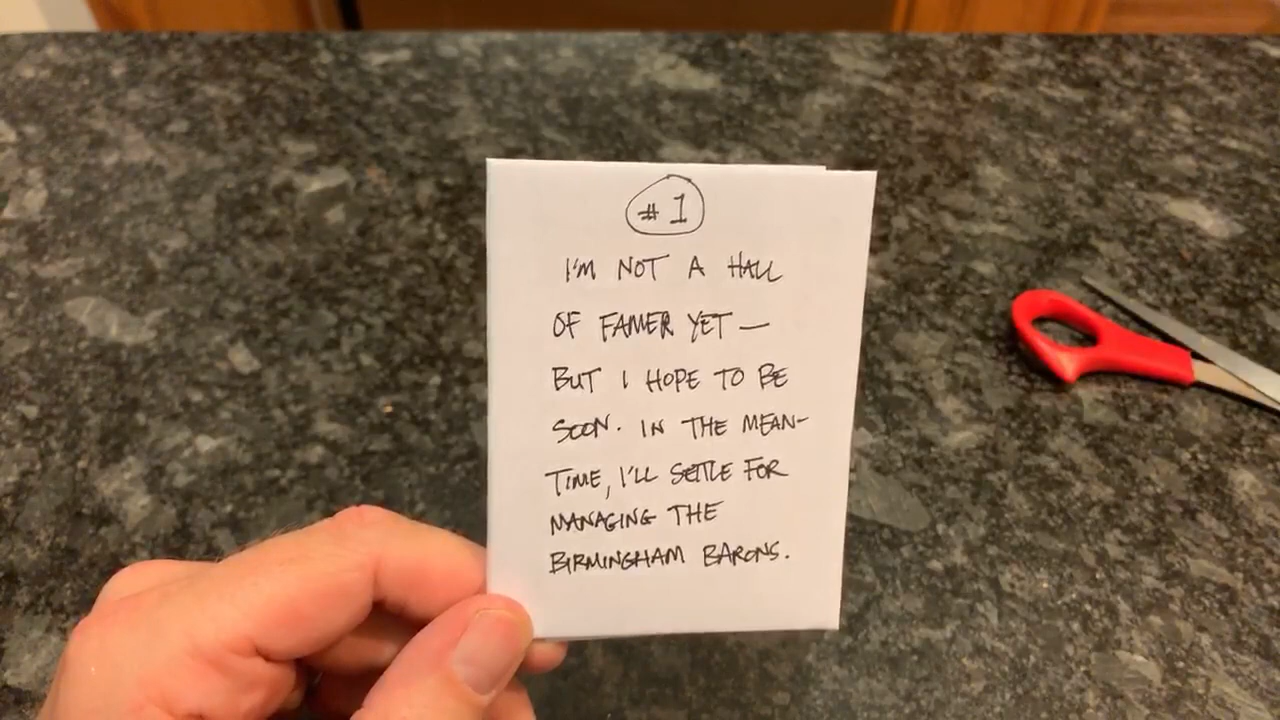 #1
I'M NOT A HALL
OF FAMER YET —
BUT I HOPE TO BE
SOON. IN THE MEAN-
TIME, I'LL SETTLE FOR
MANAGING THE
BIRMINGHAM BARONS.